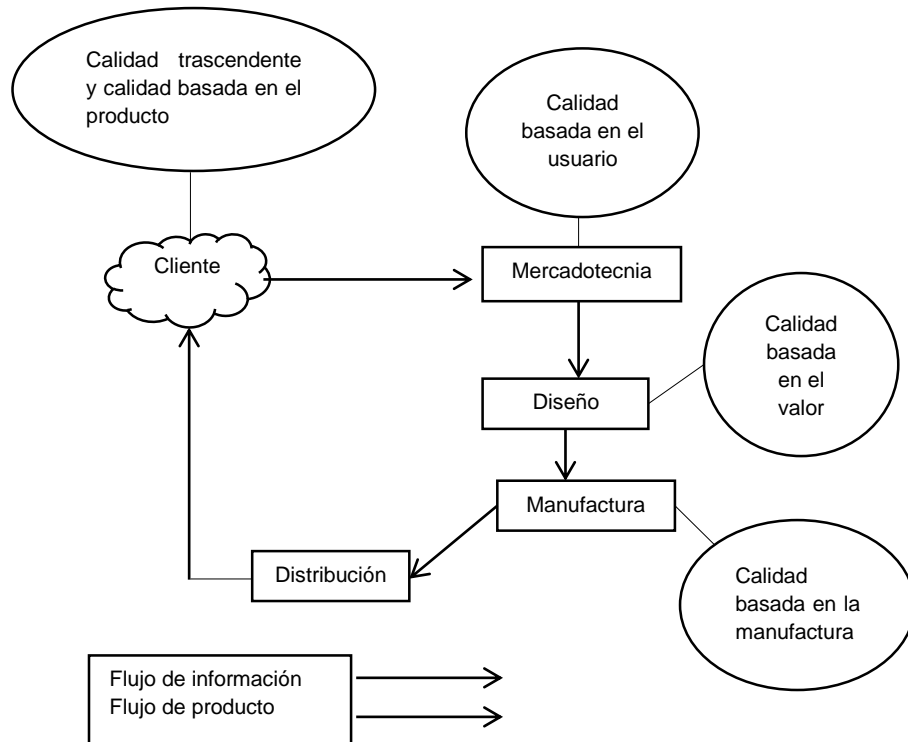 Calidad trascendente
y calidad basada en el
producto
Calidad
basada en el
usuario
Cliente
Mercadotecnia
Calidad
basada
en el
valor
Diseño
Manufactura
Distribución
Calidad
basada en la
manufactura
Flujo de información
Flujo de producto